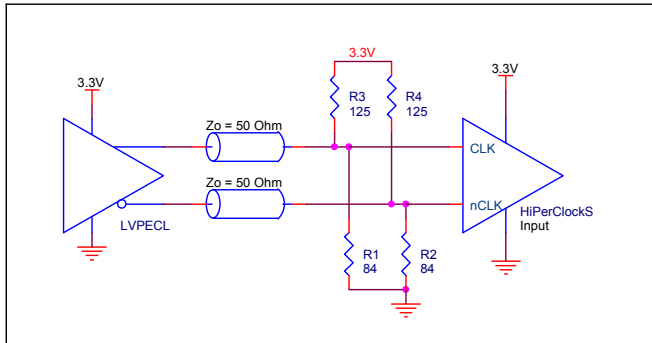 3.3V
3.3V
3.3V
R3
125
R4
125
Zo = 50 Ohm
CLK
Zo = 50 Ohm
nCLK
LVPECL
HiPerClockS
Input
R1
84
R2
84